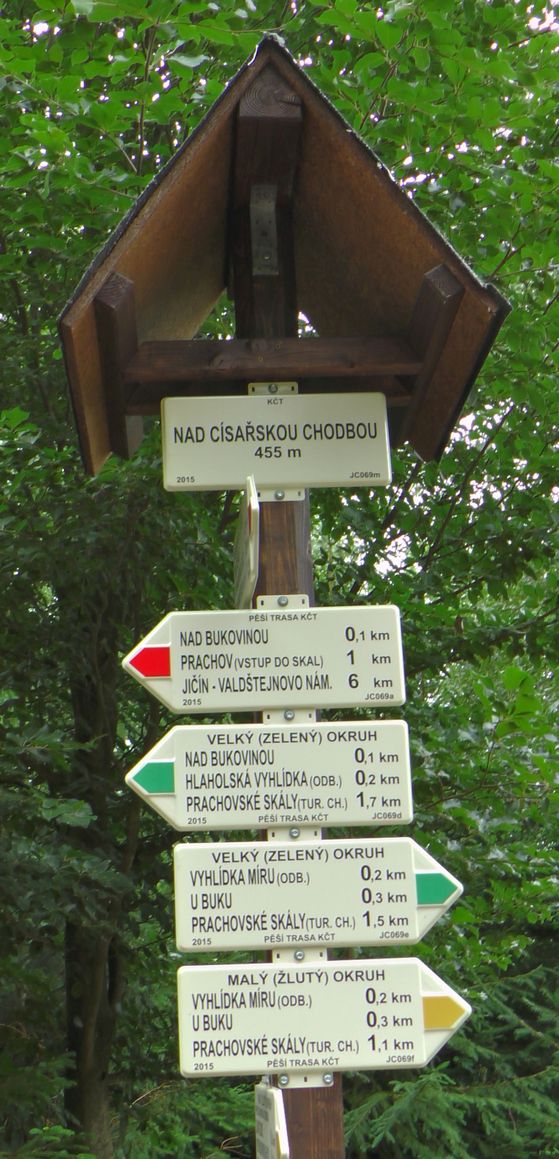 KČT
NAD CÍSAŘSKOU CHODBOU
455 m
2015 JC069m
PĚŠÍ TRASA KČT
NAD BUKOVINOU 0,1 km
PRACHOV (VSTUP DO SKAL) 1 km
JIČÍN - VALDŠTEJNOVO NÁM. 6 km
2015 JC069a
VELKÝ (ZELENÝ) OKRUH
NAD BUKOVINOU 0,1 km
HLAHOLSKÁ VYHLÍDKA (ODB.) 0,2 km
PRACHOVSKÉ SKÁLY (TUR. CH.) 1,7 km
2015 PĚŠÍ TRASA KČT JC069d
VELKÝ (ZELENÝ) OKRUH
VYHLÍDKA MÍRU (ODB.) 0,2 km
U BUKU 0,3 km
PRACHOVSKÉ SKÁLY (TUR. CH.) 1,5 km
2015 PĚŠÍ TRASA KČT JC069e
MALÝ (ŽLUTÝ) OKRUH
VYHLÍDKA MÍRU (ODB.) 0,2 km
U BUKU 0,3 km
PRACHOVSKÉ SKÁLY (TUR. CH.) 1,1 km
2015 PĚŠÍ TRASA KČT JC069f